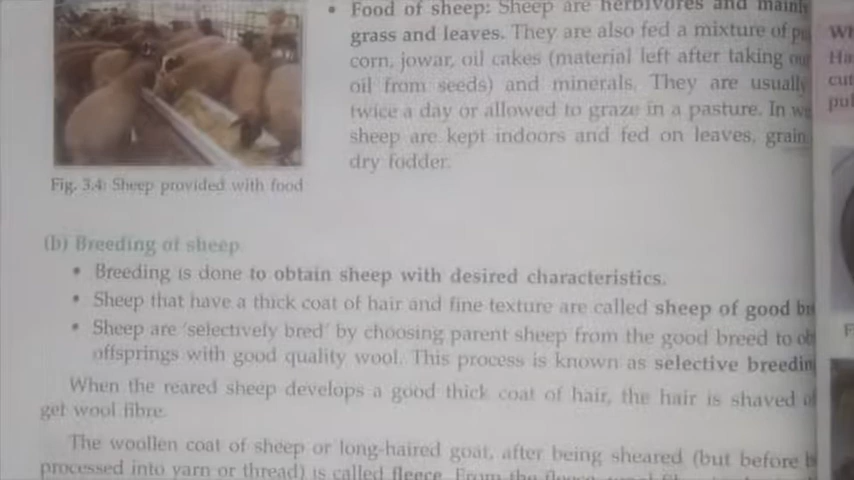 • Food of sheep: Sheep are herbivores and mainly
grass and leaves. They are also fed a mixture of
corn, jowar, oil cakes (material left after taking
oil from seeds) and minerals. They are usually
twice a day or allowed to graze in a pasture. In
sheep are kept indoors and fed on leaves, grain
dry fodder.
Fig. 3.4: Sheep provided with food
(b) Breeding of sheep
• Breeding is done to obtain sheep with desired characteristics.
• Sheep that have a thick coat of hair and fine texture are called sheep of good
• Sheep are 'selectively bred' by choosing parent sheep from the good breed to
offsprings with good quality wool. This process is known as selective breedin
When the reared sheep develops a good thick coat of hair, the hair is shaved
get wool fibre.
The woollen coat of sheep or long-haired goat, after being sheared (but before
processed into yarn or thread) is called fleece. From the
cut